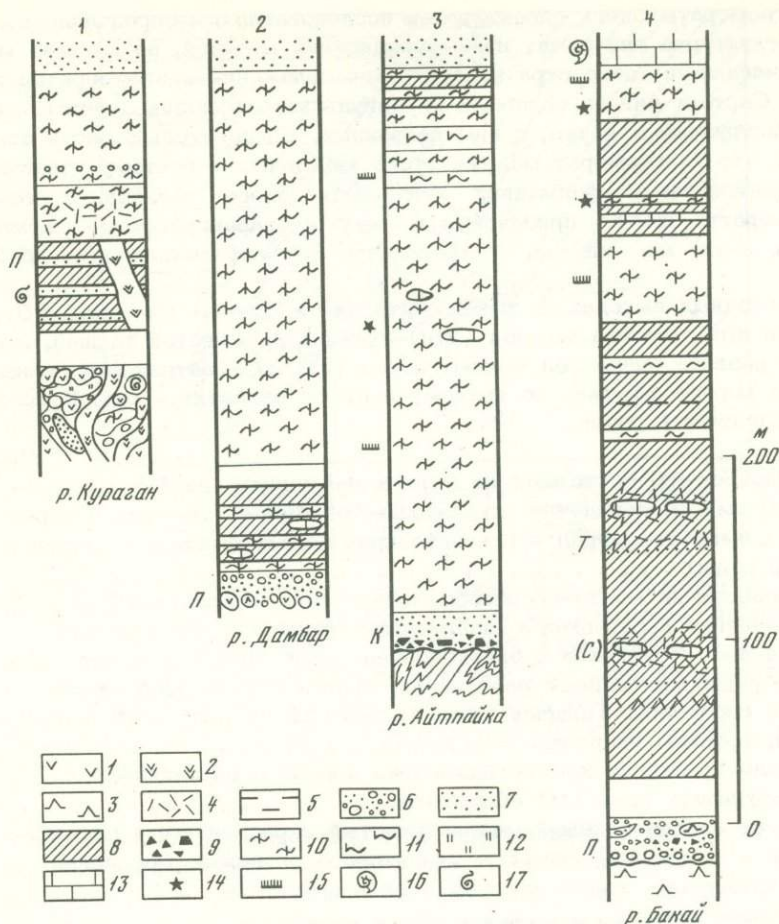 1 2 3 4
П
р. Кураган
П
р. Дамбар
К
р. Айтпайка
м
200
Т
100
(С)
0
П
р. Бакай
1 2
3 4 5 6 7
8 9 10 11 12
13 14 15 16 17